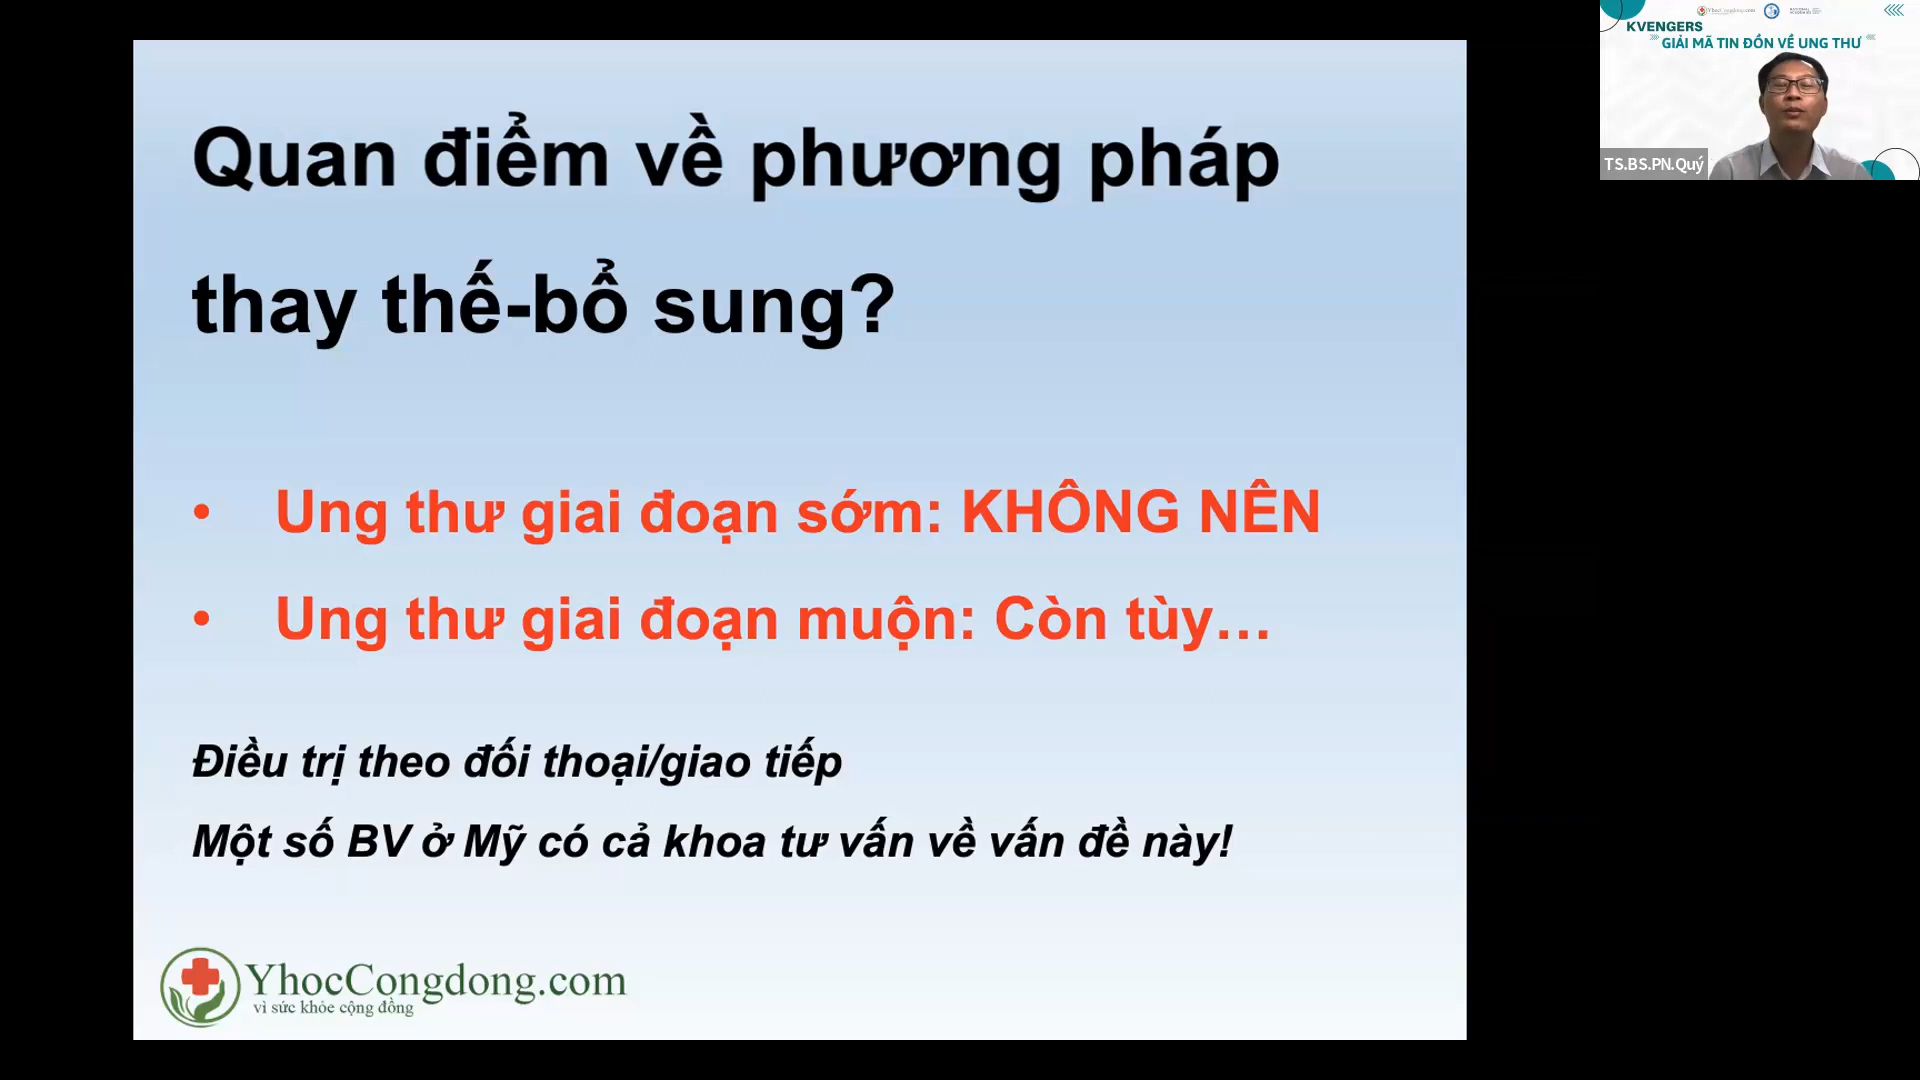 Quan điểm về phương pháp
thay thế-bổ sung?
• Ung thư giai đoạn sớm: KHÔNG NÊN
• Ung thư giai đoạn muộn: Còn tùy...
Điều trị theo đối thoại/giao tiếp
Một số BV ở Mỹ có cả khoa tư vấn về vấn đề này!
YhocCongdong.com
vì sức khỏe cộng đồng
KVENGERS
GIẢI MÃ TIN ĐỒN VỀ UNG THƯ
TS.BS.PN.Quý